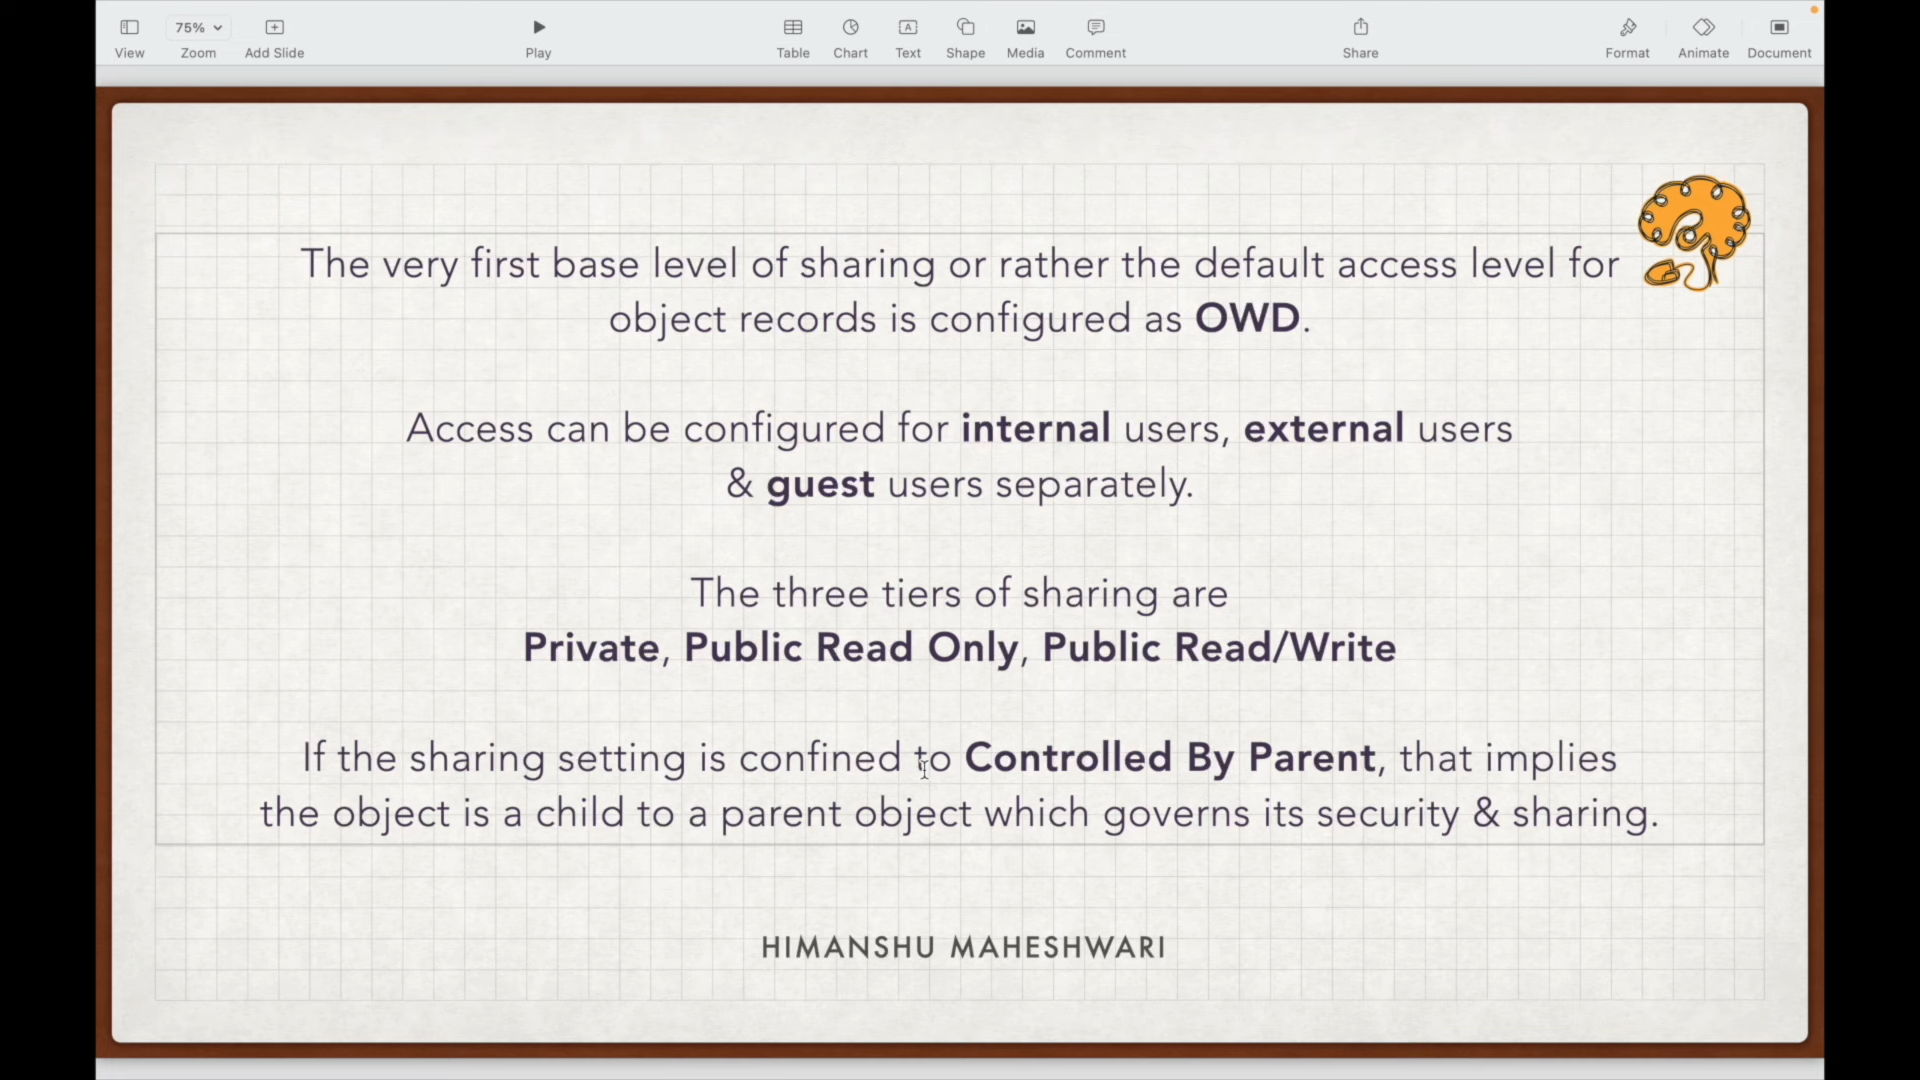 75%
View
Zoom
Add Slide
Play
Table
Chart
Text
Shape
Media
Comment
Share
Format
Animate
Document
The very first base level of sharing or rather the default access level for
object records is configured as OWD.
Access can be configured for internal users, external users
& guest users separately.
The three tiers of sharing are
Private, Public Read Only, Public Read/Write
If the sharing setting is confined to Controlled By Parent, that implies
the object is a child to a parent object which governs its security & sharing.
HIMANSHU MAHESHWARI